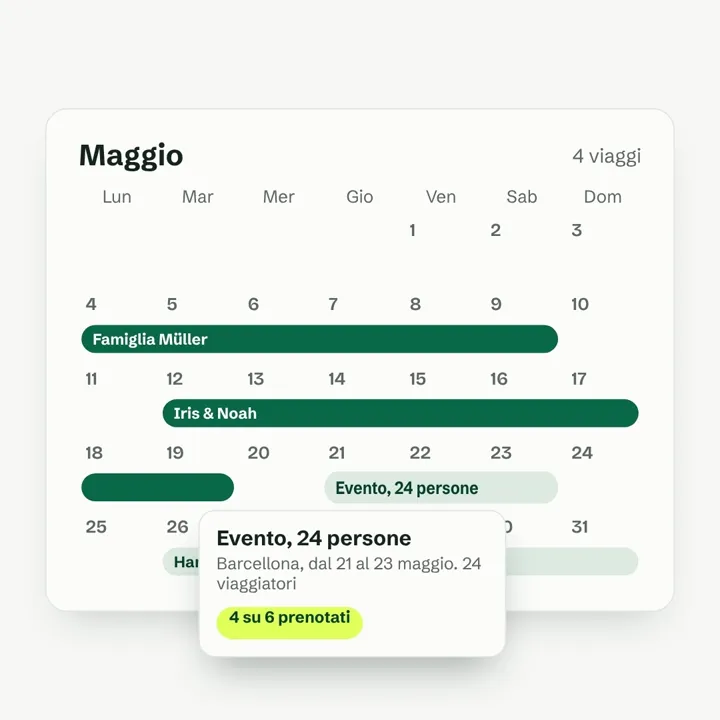 Maggio
4 viaggi
Lun Mar Mer Gio Ven Sab Dom
1 2 3
4 5 6 7 8 9 10
Famiglia Müller
11 12 13 14 15 16 17
Iris & Noah
18 19 20 21 22 23 24
Evento, 24 persone
25 26 31
Evento, 24 persone
Barcellona, dal 21 al 23 maggio. 24
viaggiatori
4 su 6 prenotati